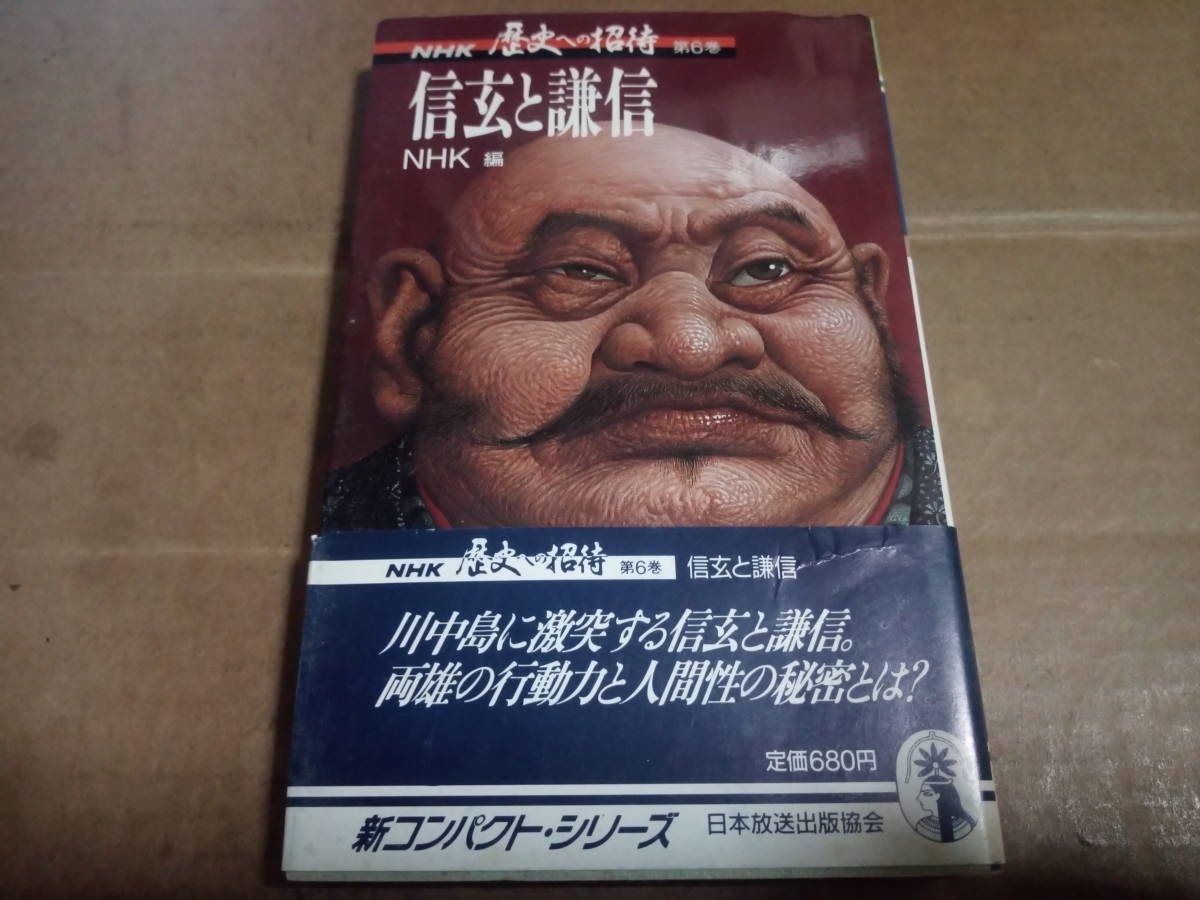 NHK 歴史への招待 第6巻
信玄と謙信
NHK 編
NHK 歴史への招待 第6巻 信玄と謙信
川中島に激突する信玄と謙信。
両雄の行動力と人間性の秘密とは?
定価680円
新コンパクト・シリーズ 日本放送出版協会